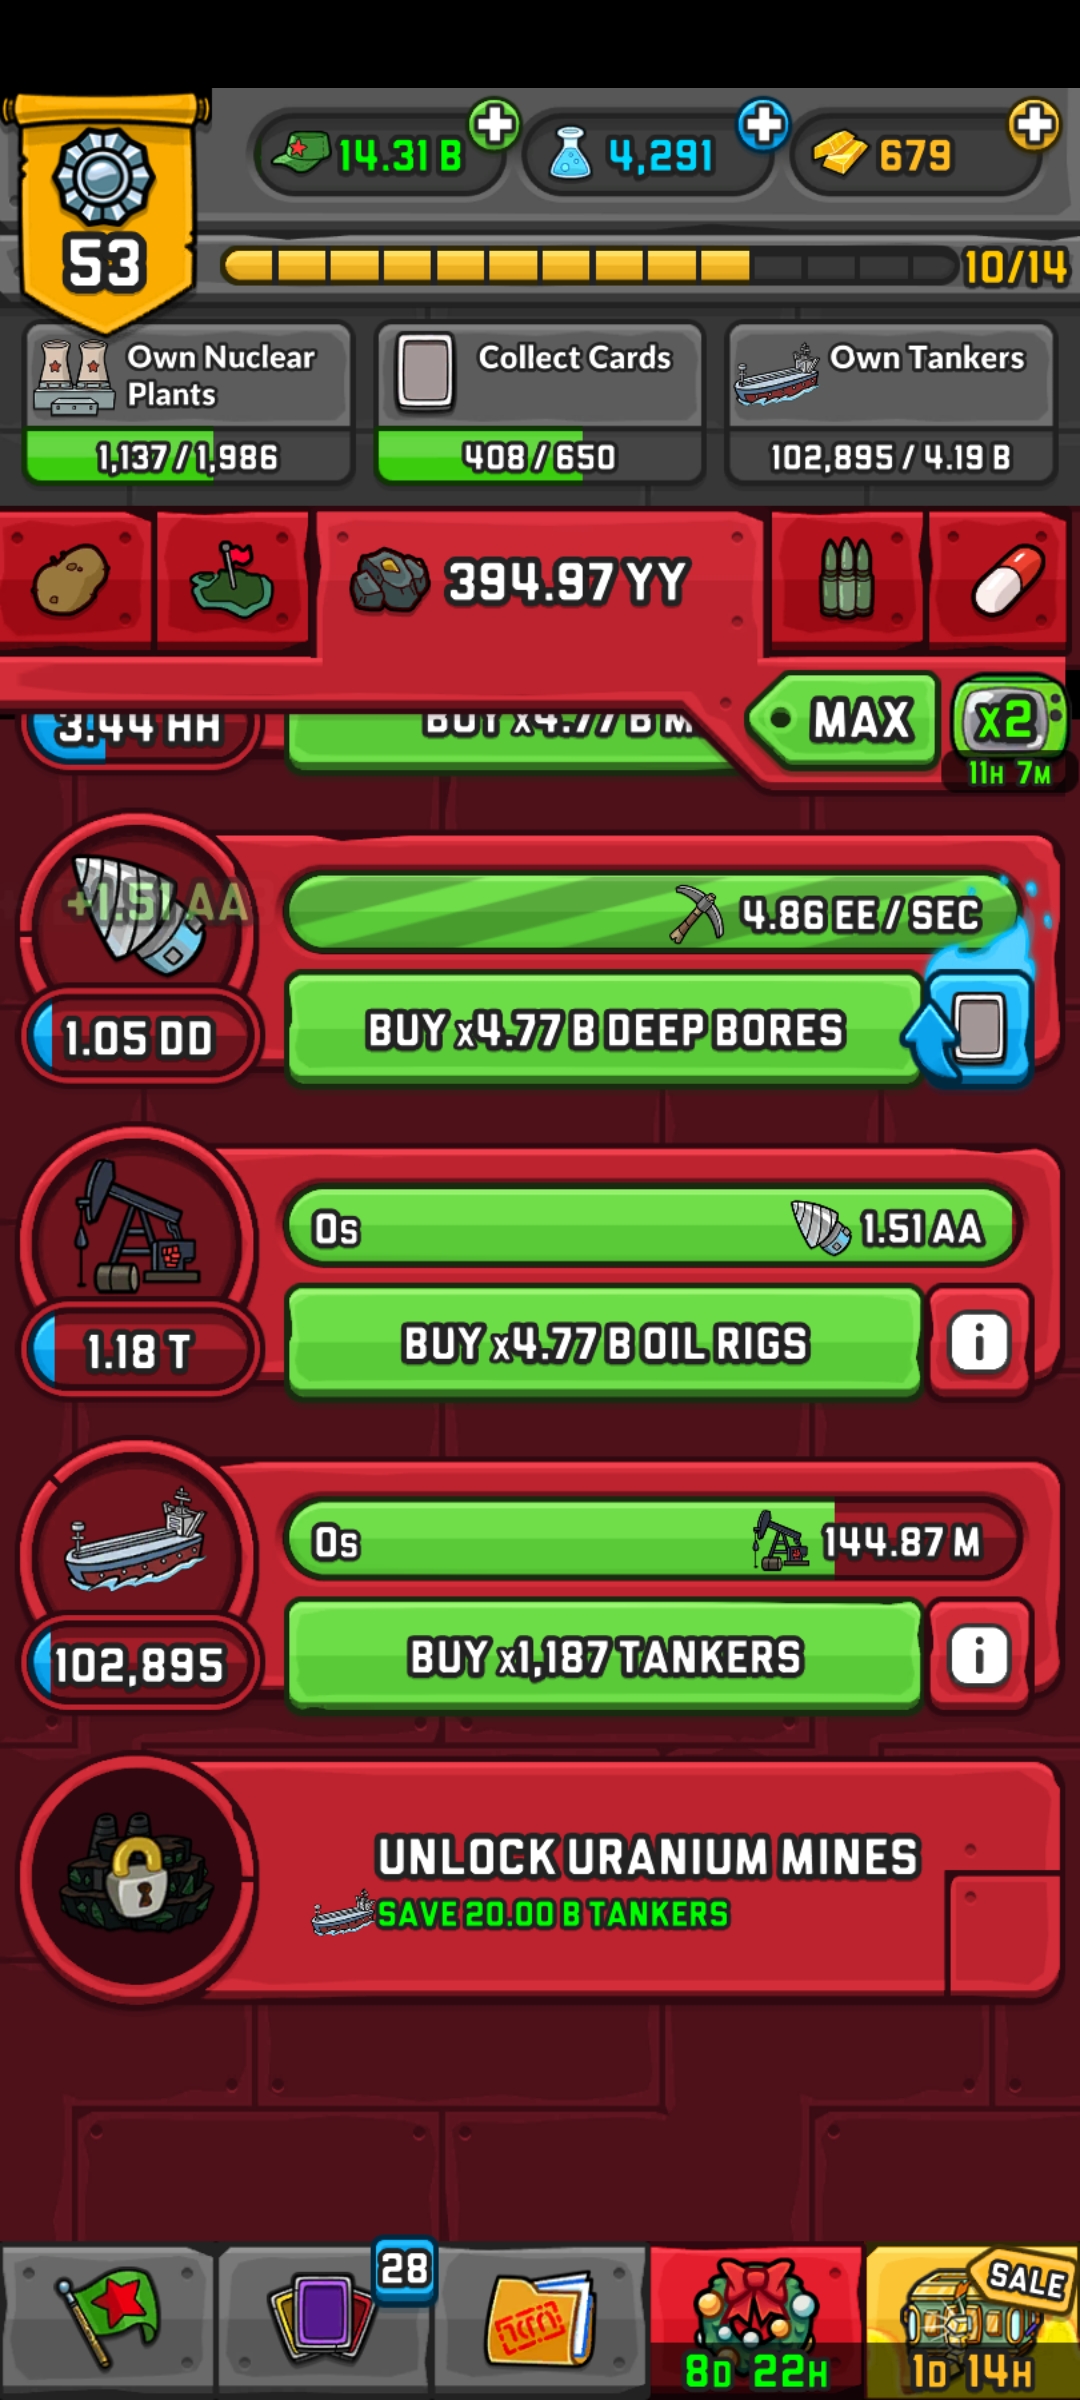 14.31 B
4,291
679
53
10/14
Own Nuclear
Plants
1,137 / 1,986
Collect Cards
408 / 650
Own Tankers
102,895 / 4.19 B
394.97 YY
MAX
x2
11H 7M
3.44 HH
BUY x4.77 B M
+1.51 AA
4.86 EE / SEC
1.05 DD
BUY x4.77 B DEEP BORES
0s
1.51 AA
1.18 T
BUY x4.77 B OIL RIGS
i
0s
144.87 M
102,895
BUY x1,187 TANKERS
i
UNLOCK URANIUM MINES
SAVE 20.00 B TANKERS
28
SALE
8D 22H
1D 14H